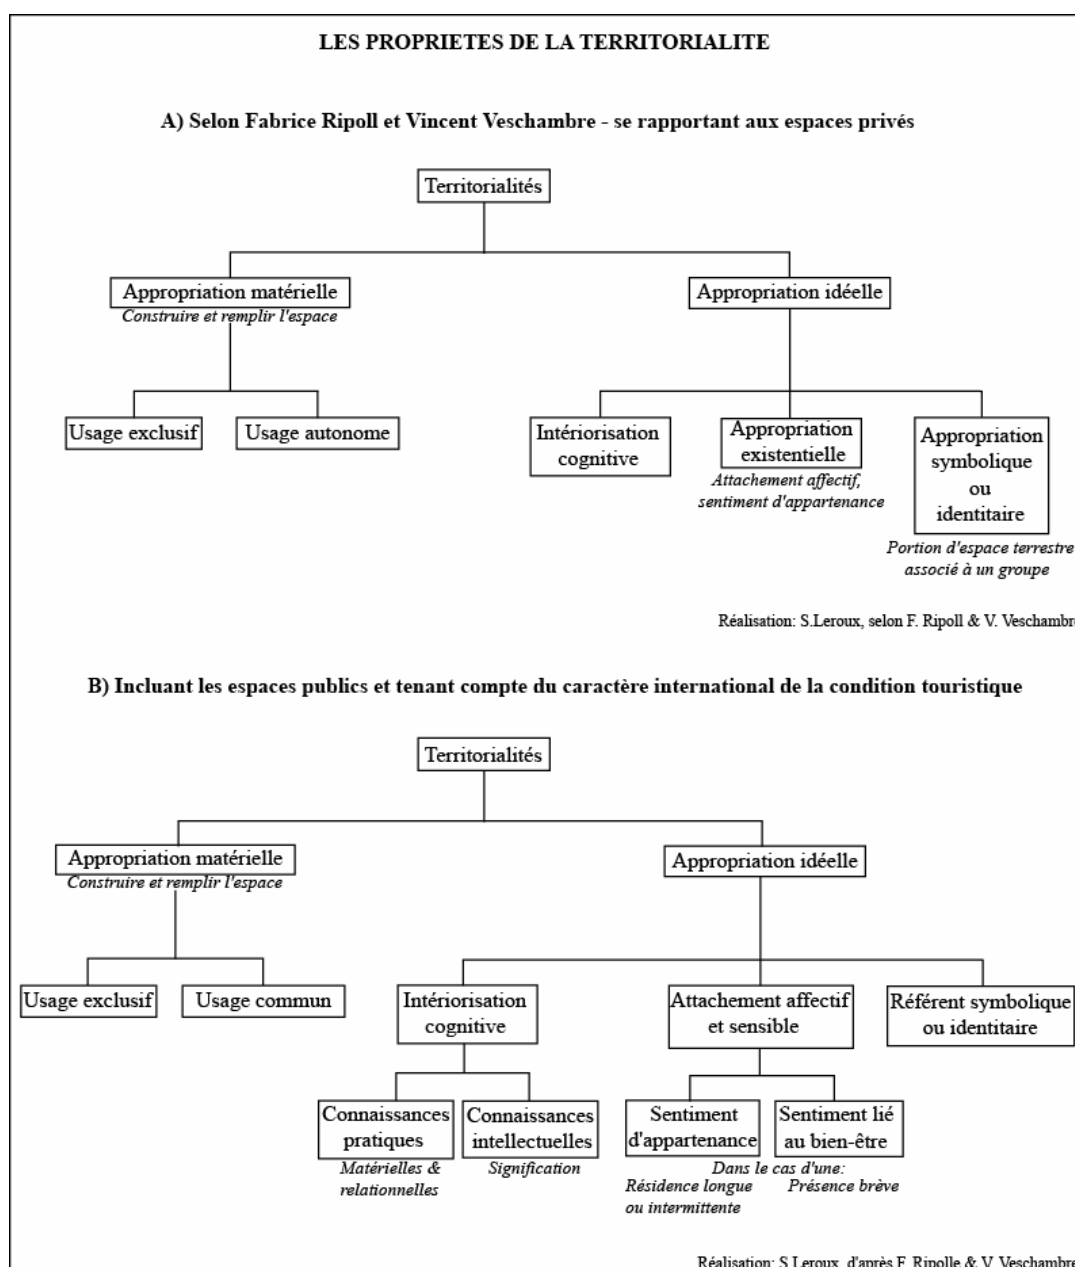 LES PROPRIETES DE LA TERRITORIALITE
A) Selon Fabrice Ripoll et Vincent Veschambre - se rapportant aux espaces privés
Territorialités
Appropriation matérielle
Construire et remplir l'espace
Appropriation idéelle
Usage exclusif
Usage autonome
Intériorisation
cognitive
Appropriation
existentielle
Attachement affectif,
sentiment d'appartenance
Appropriation
symbolique
ou
identitaire
Portion d'espace terrestre
associé à un groupe
Réalisation: S.Leroux, selon F. Ripoll & V. Veschambre
B) Incluant les espaces publics et tenant compte du caractère international de la condition touristique
Territorialités
Appropriation matérielle
Construire et remplir l'espace
Appropriation idéelle
Usage exclusif
Usage commun
Intériorisation
cognitive
Attachement affectif
et sensible
Référent symbolique
ou identitaire
Connaissances
pratiques
Matérielles &
relationnelles
Connaissances
intellectuelles
Signification
Sentiment
d'appartenance
Sentiment lié
au bien-être
Dans le cas d'une:
Résidence longue
ou intermittente
Présence brève
Réalisation: S.Leroux, d'après F. Ripolle & V. Veschambre